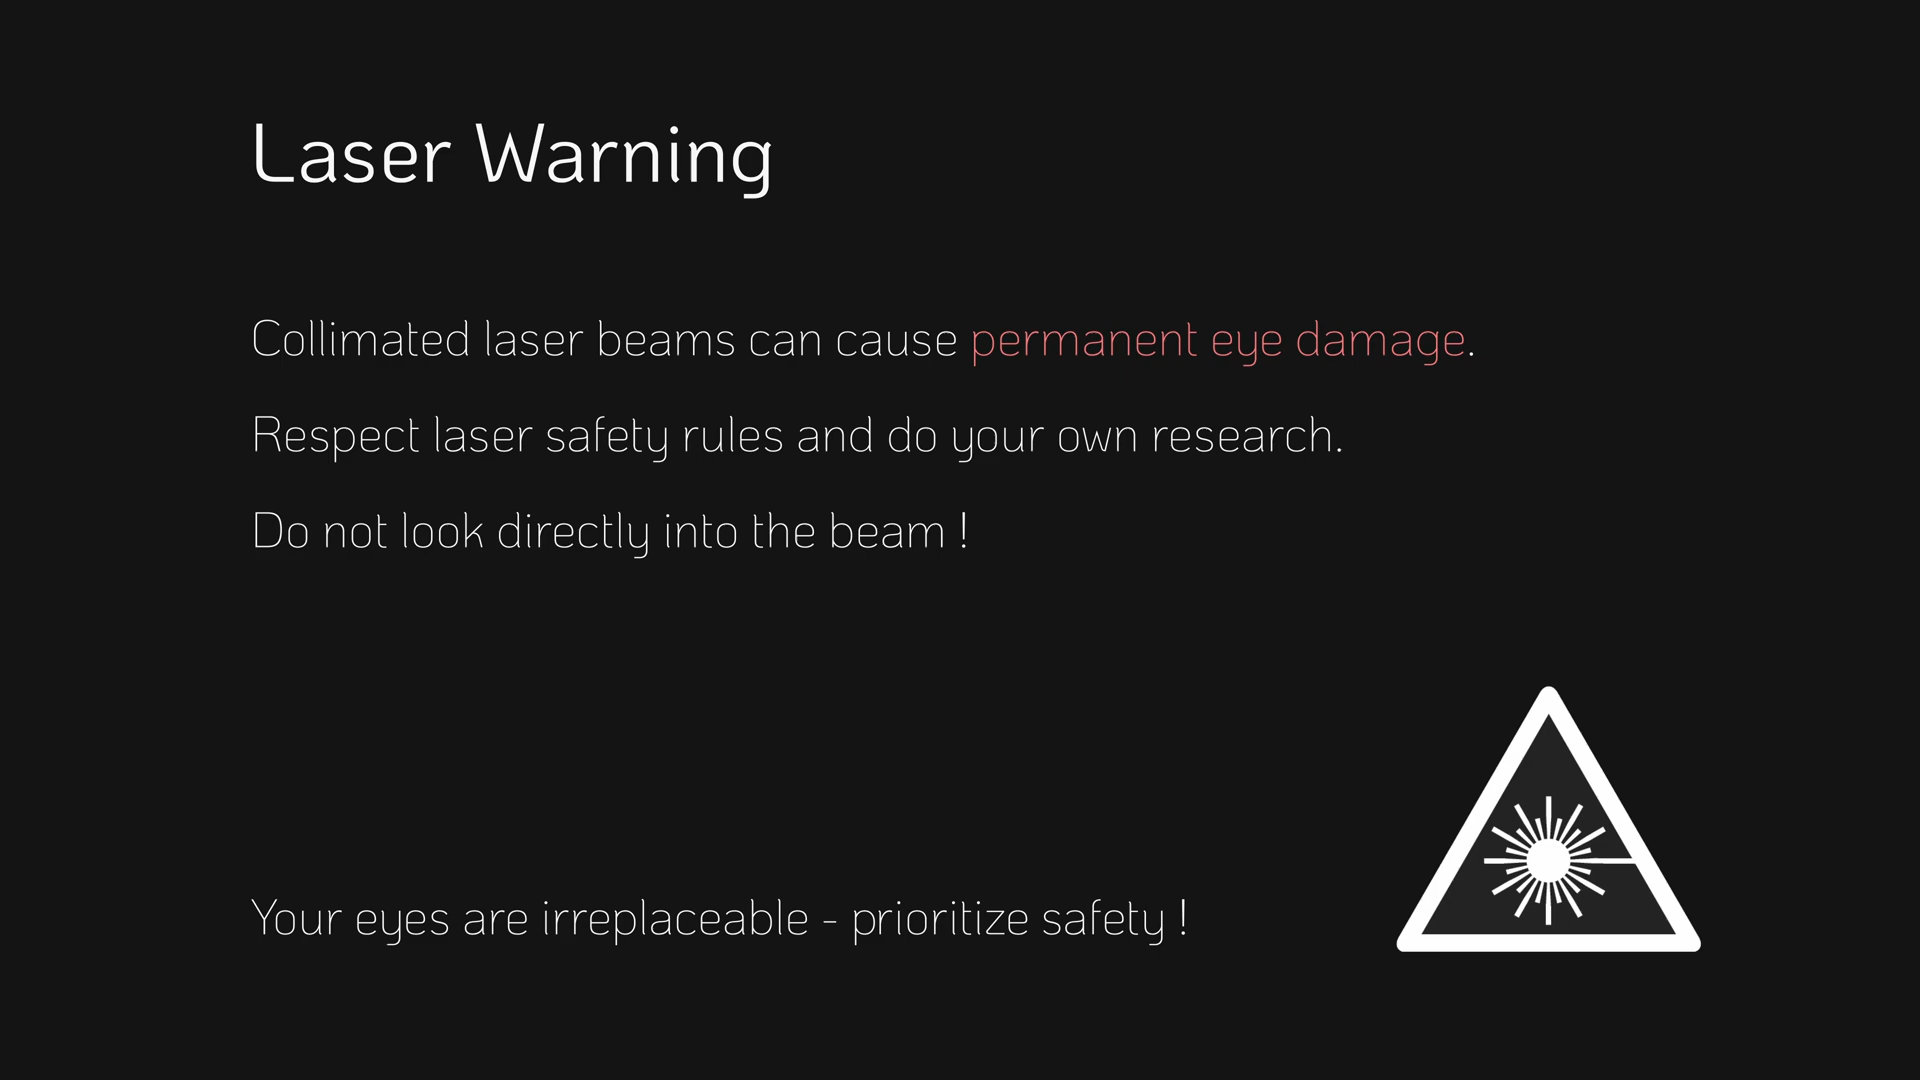 Laser Warning
Collimated laser beams can cause permanent eye damage.
Respect laser safety rules and do your own research.
Do not look directly into the beam !
Your eyes are irreplaceable - prioritize safety !